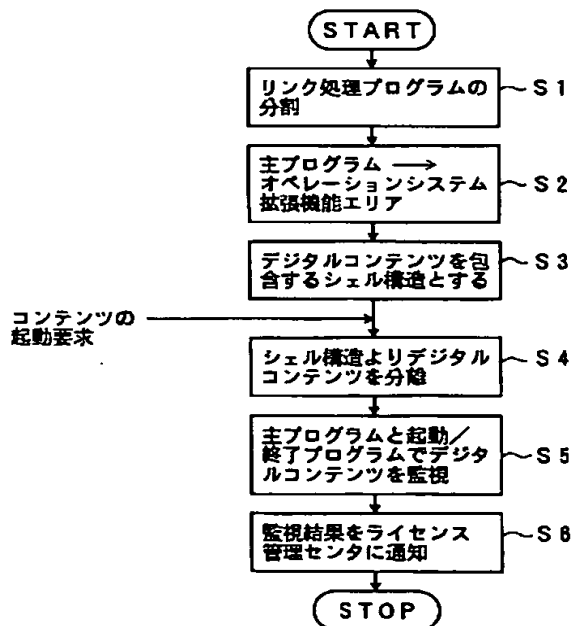 START
リンク処理プログラムの
分割
S1
主プログラム →
オペレーションシステム
拡張機能エリア
S2
デジタルコンテンツを包
含するシェル構造とする
S3
コンテンツの
起動要求
シェル構造よりデジタル
コンテンツを分離
S4
主プログラムと起動／
終了プログラムでデジタ
ルコンテンツを監視
S5
監視結果をライセンス
管理センタに通知
S6
STOP